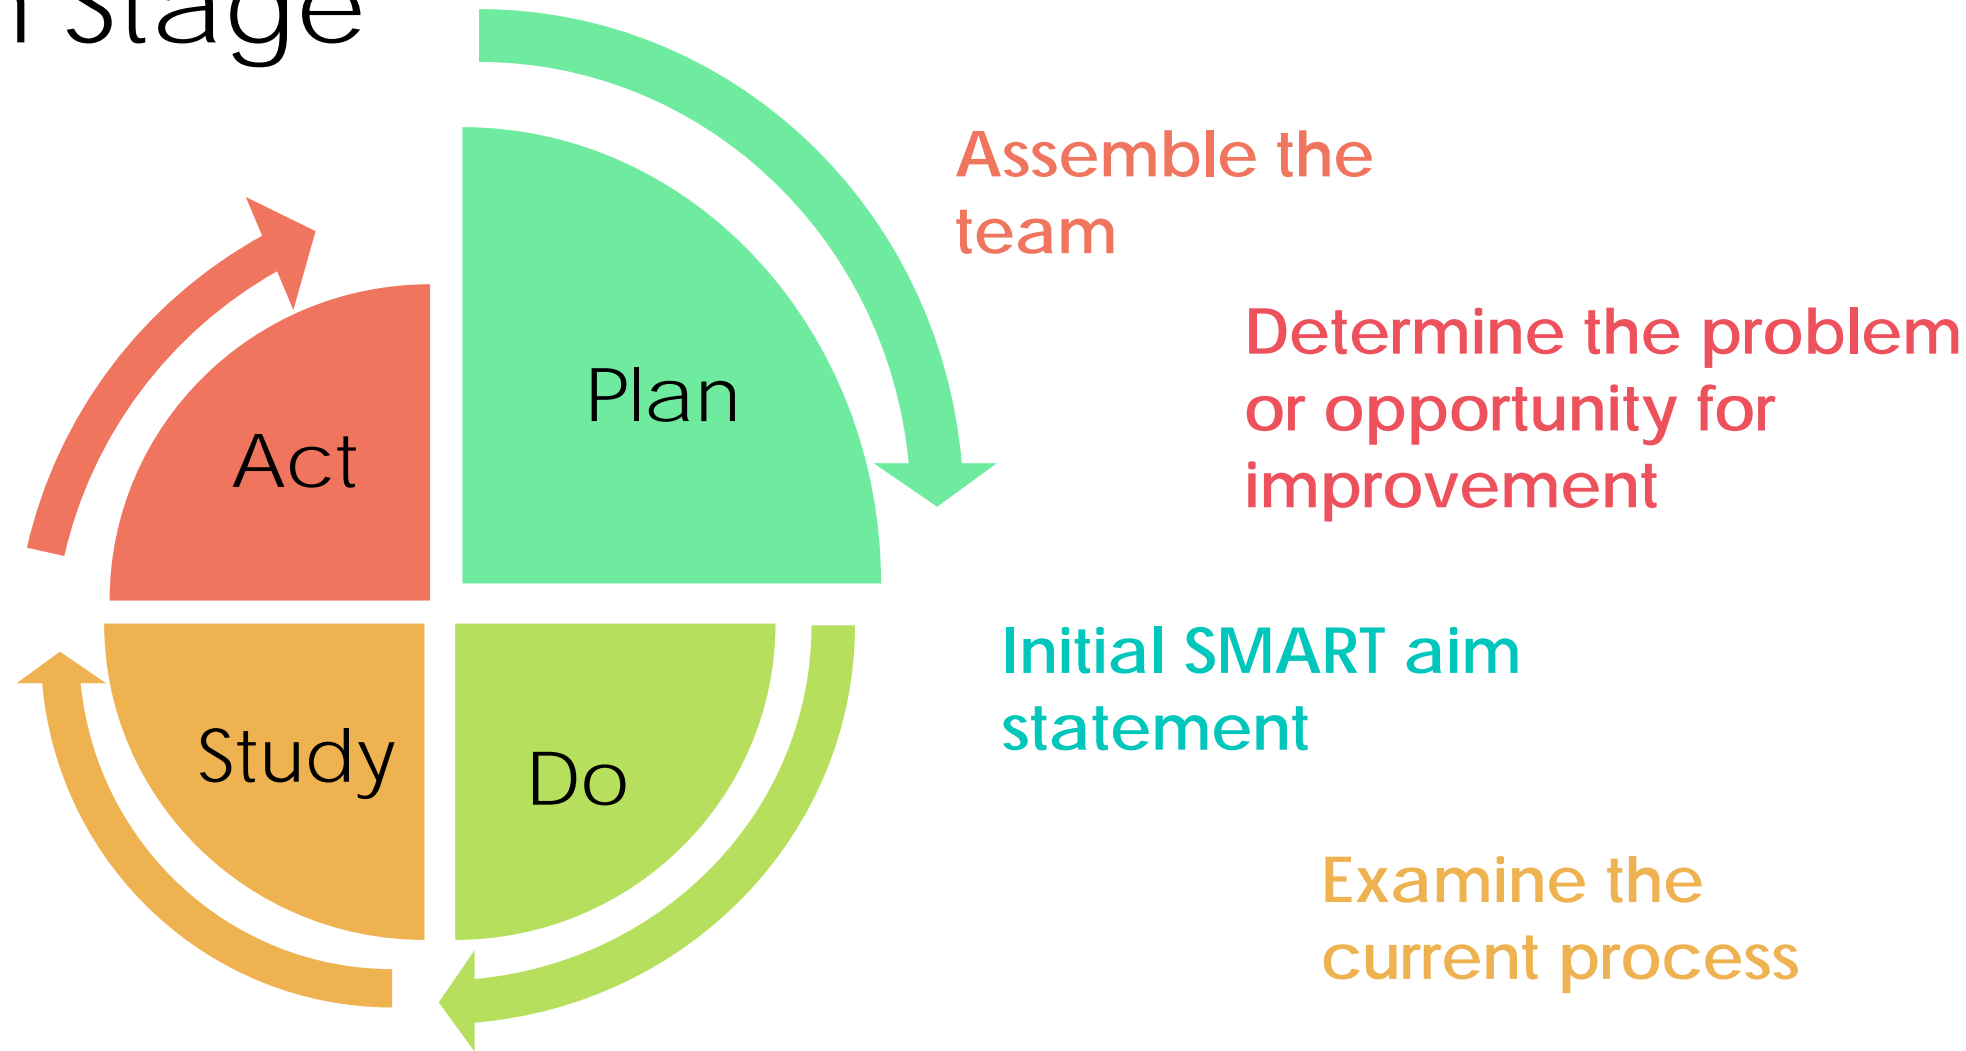 Stage
Assemble the
team
Determine the problem
or opportunity for
improvement
Plan
Act
Initial SMART aim
statement
Study
Do
Examine the
current process